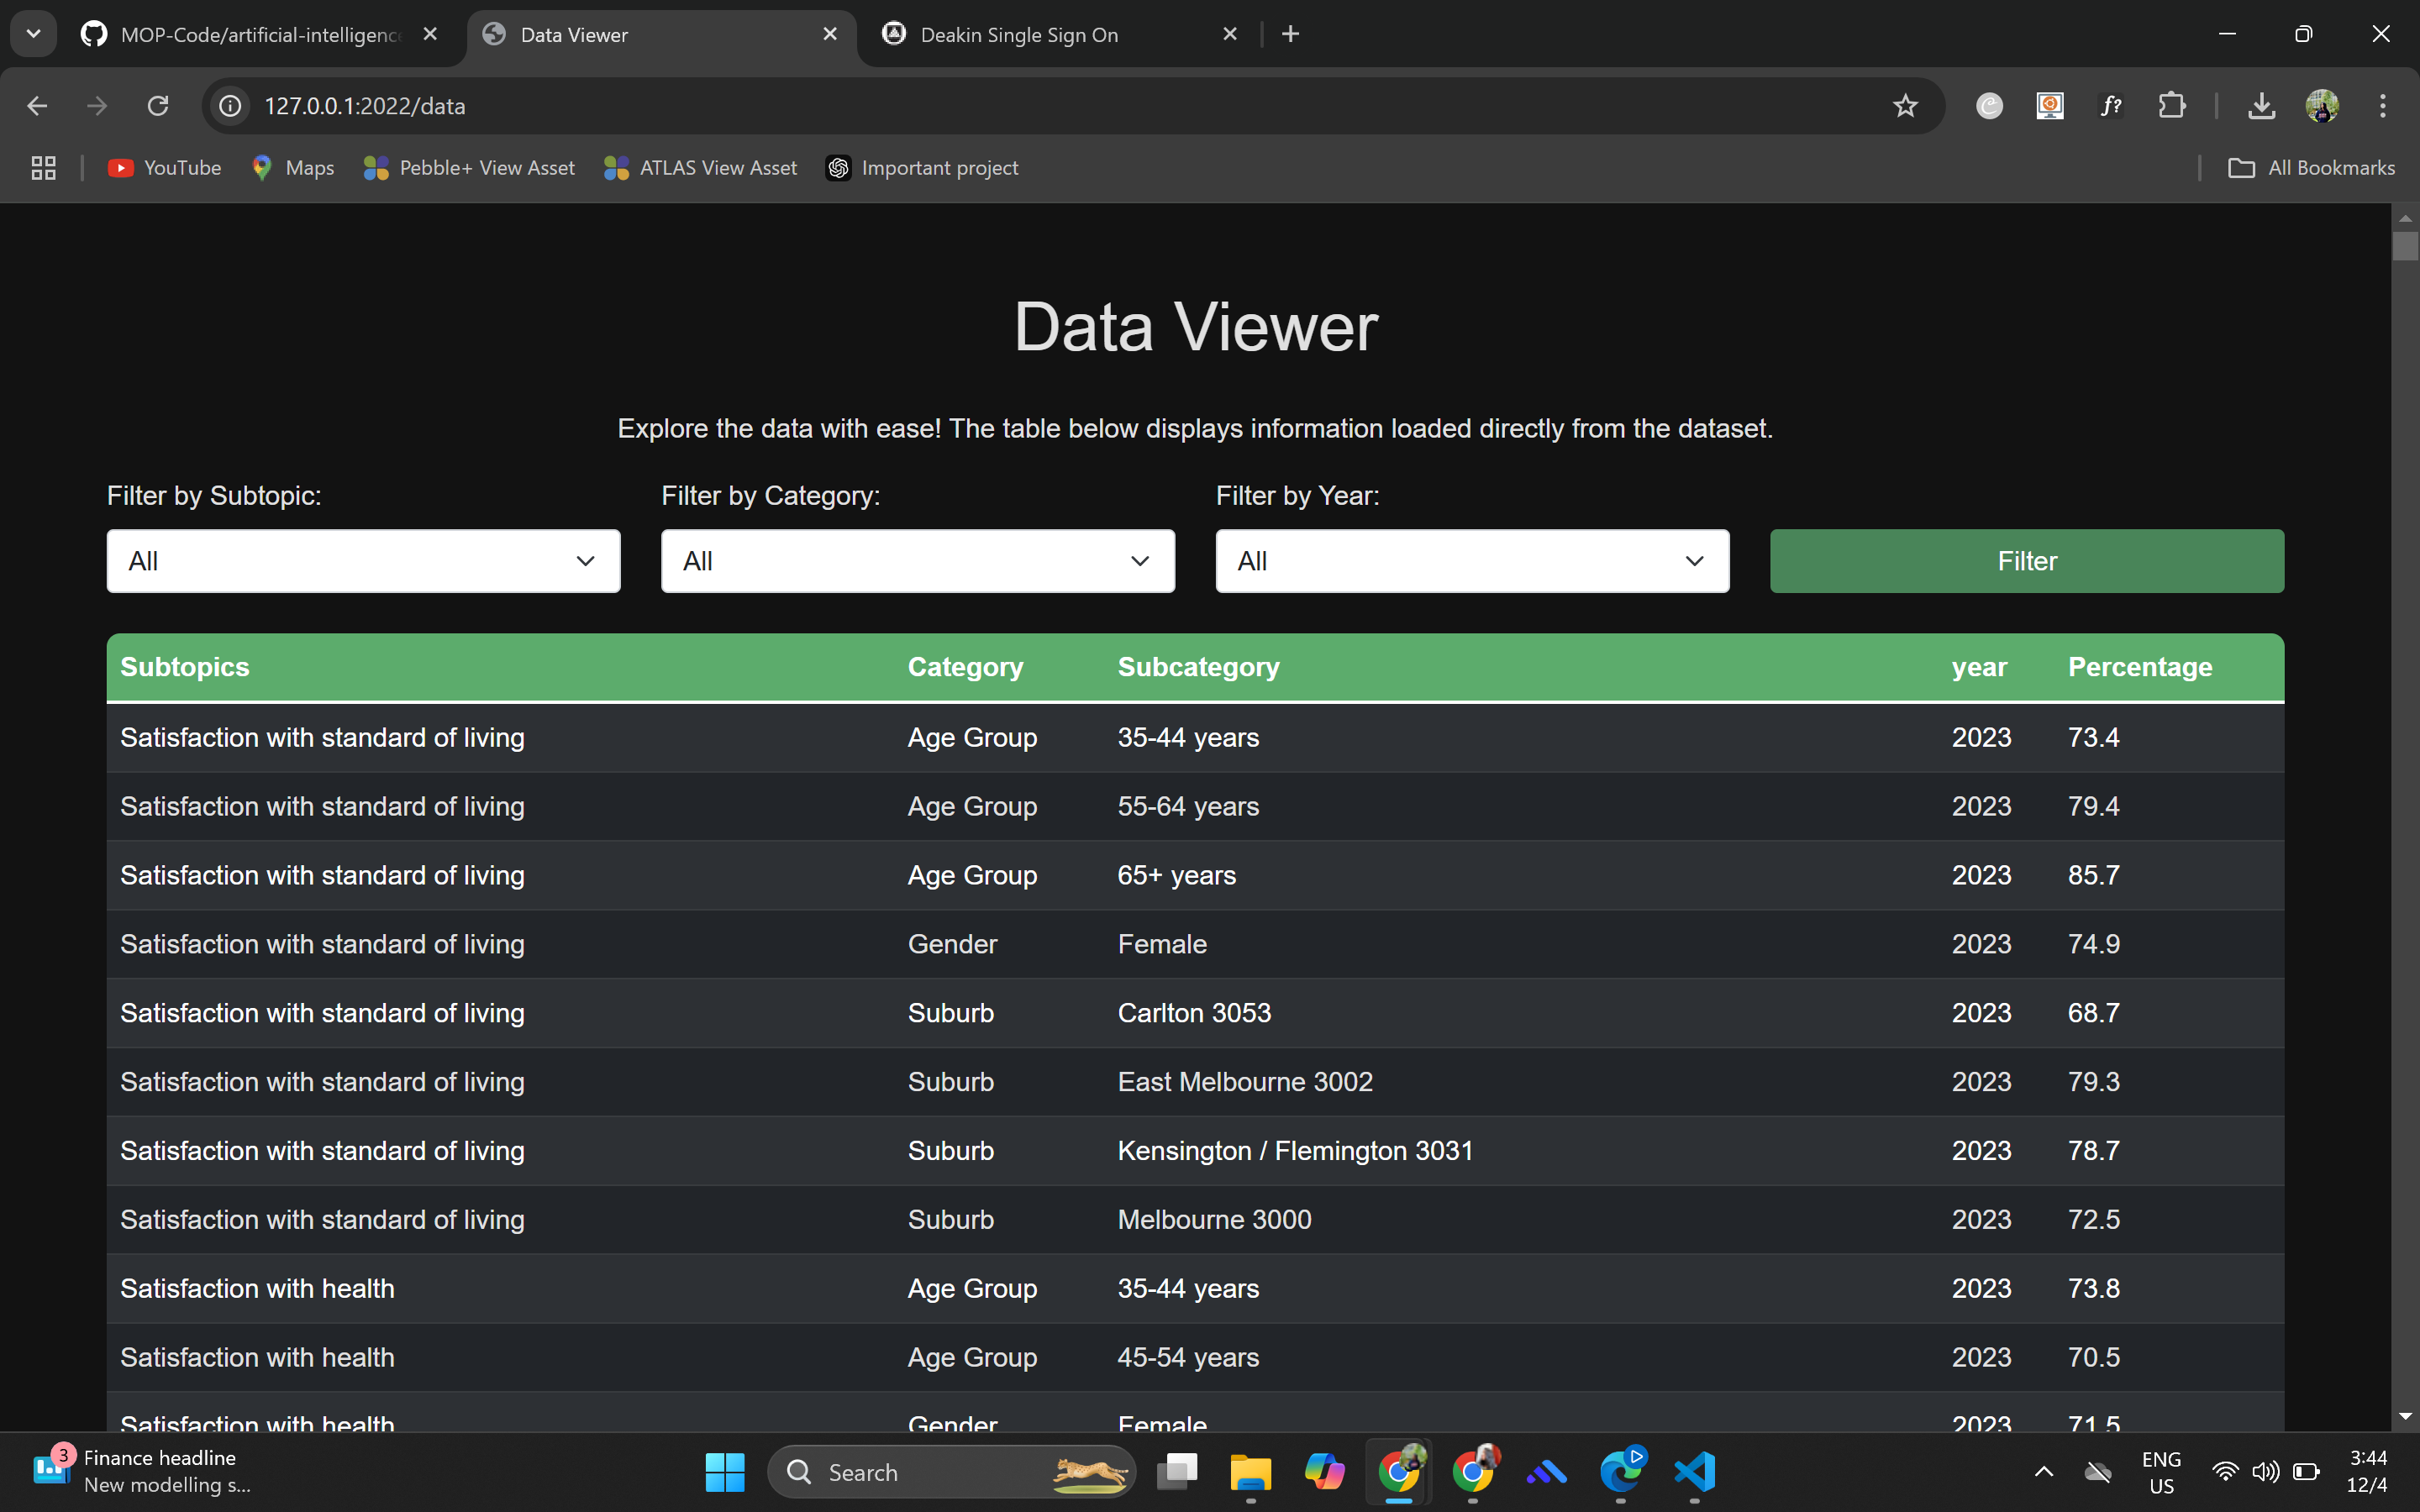 MOP-Code/artificial-intelligence
Data Viewer
Deakin Single Sign On
127.0.0.1:2022/data
f?
YouTube
Maps
Pebble+ View Asset
ATLAS View Asset
Important project
All Bookmarks
Data Viewer
Explore the data with ease! The table below displays information loaded directly from the dataset.
Filter by Subtopic: Filter by Category: Filter by Year:
All All All Filter
Subtopics Category Subcategory year Percentage
Satisfaction with standard of living Age Group 35-44 years 2023 73.4
Satisfaction with standard of living Age Group 55-64 years 2023 79.4
Satisfaction with standard of living Age Group 65+ years 2023 85.7
Satisfaction with standard of living Gender Female 2023 74.9
Satisfaction with standard of living Suburb Carlton 3053 2023 68.7
Satisfaction with standard of living Suburb East Melbourne 3002 2023 79.3
Satisfaction with standard of living Suburb Kensington / Flemington 3031 2023 78.7
Satisfaction with standard of living Suburb Melbourne 3000 2023 72.5
Satisfaction with health Age Group 35-44 years 2023 73.8
Satisfaction with health Age Group 45-54 years 2023 70.5
Satisfaction with health Gender Female 2023 71.5
3
Finance headline
New modelling s...
Search
ENG
US
3:44
12/4